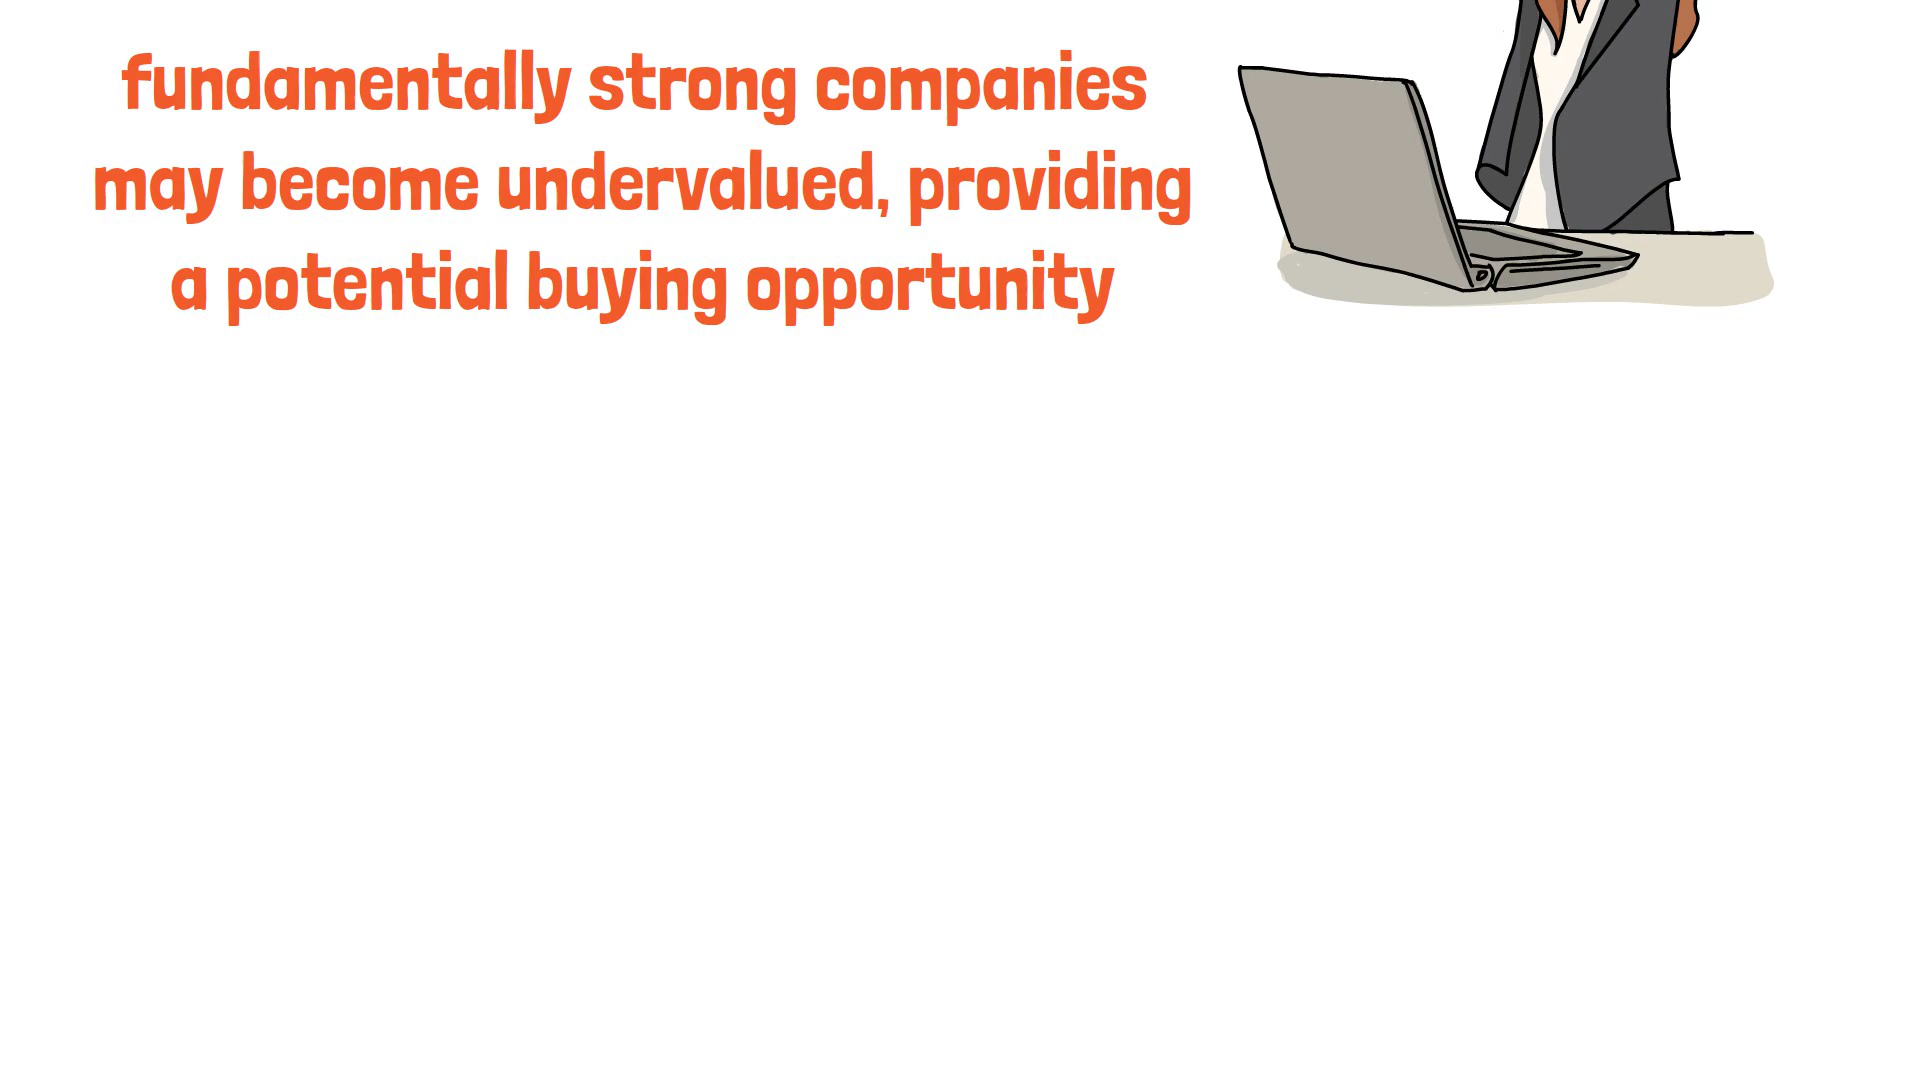 fundamentally strong companies
may become undervalued, providing
a potential buying opportunity